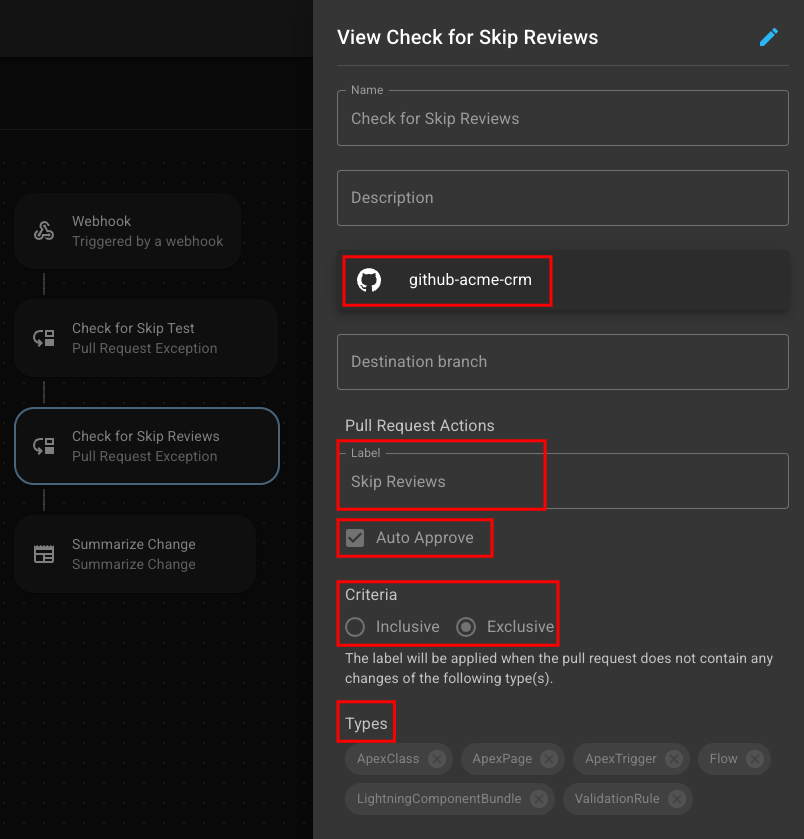 View Check for Skip Reviews
Name
Check for Skip Reviews
Description
github-acme-crm
Destination branch
Pull Request Actions
Label
Skip Reviews
Auto Approve
Criteria
Inclusive Exclusive
The label will be applied when the pull request does not contain any
changes of the following type(s).
Types
ApexClass ApexPage ApexTrigger Flow
LightningComponentBundle ValidationRule
Webhook
Triggered by a webhook
Check for Skip Test
Pull Request Exception
Check for Skip Reviews
Pull Request Exception
Summarize Change
Summarize Change